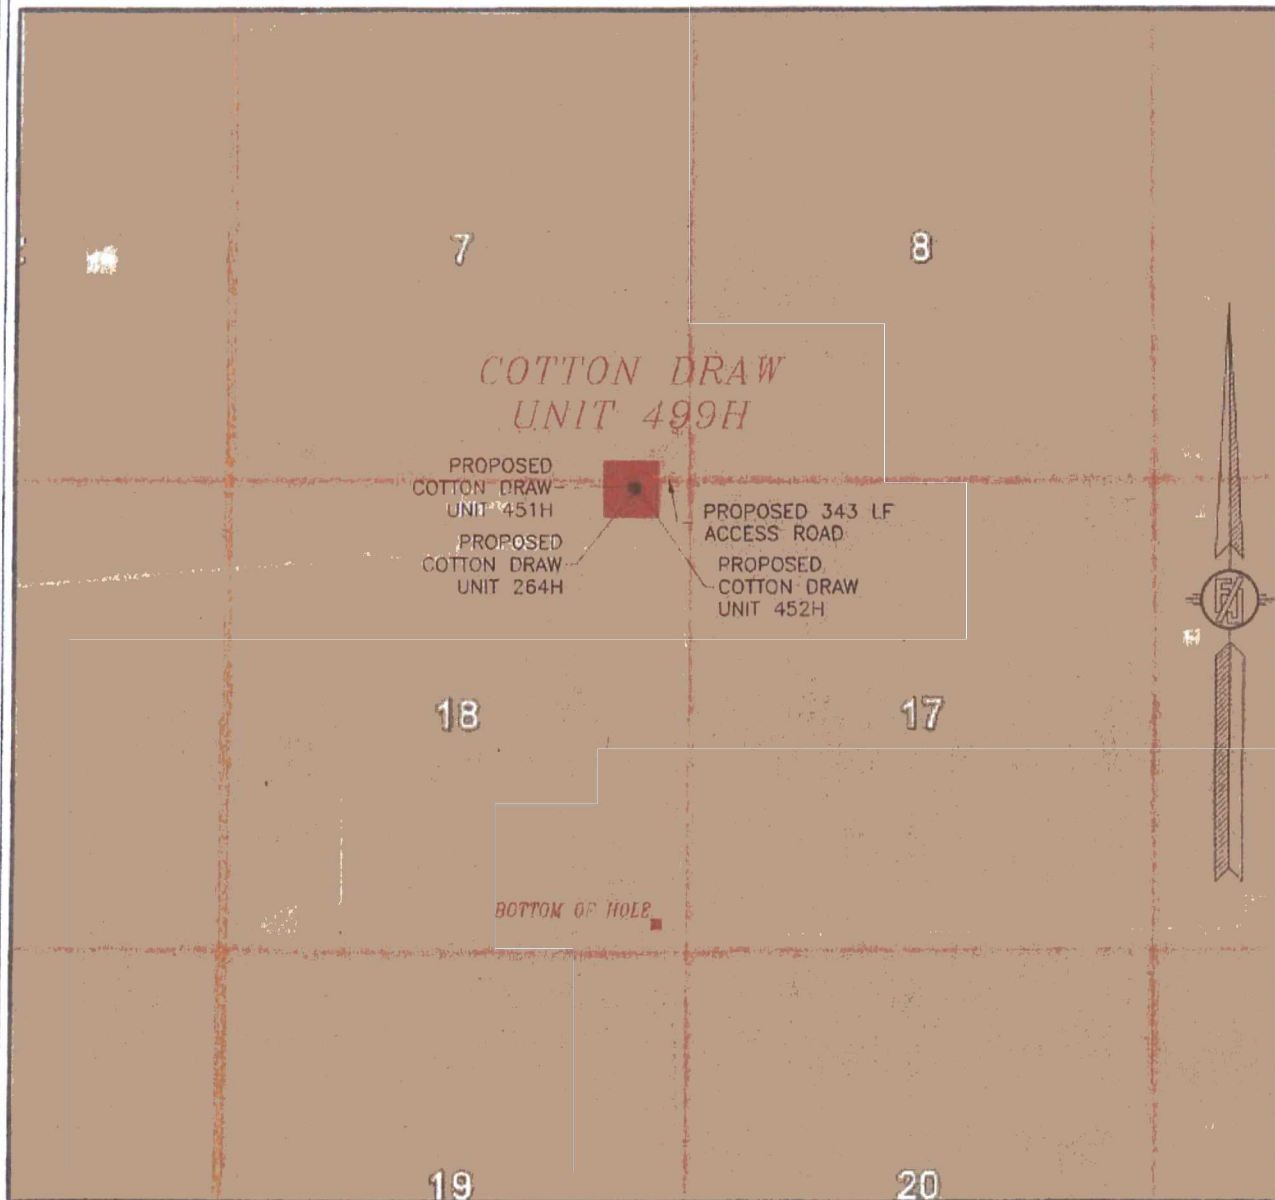 7
8
COTTON DRAW
UNIT 499H
PROPOSED
COTTON DRAW
UNIT 451H
PROPOSED
COTTON DRAW
UNIT 264H
PROPOSED 343 LF
ACCESS ROAD
PROPOSED
COTTON DRAW
UNIT 452H
18
17
BOTTOM OF HOLE
19
20